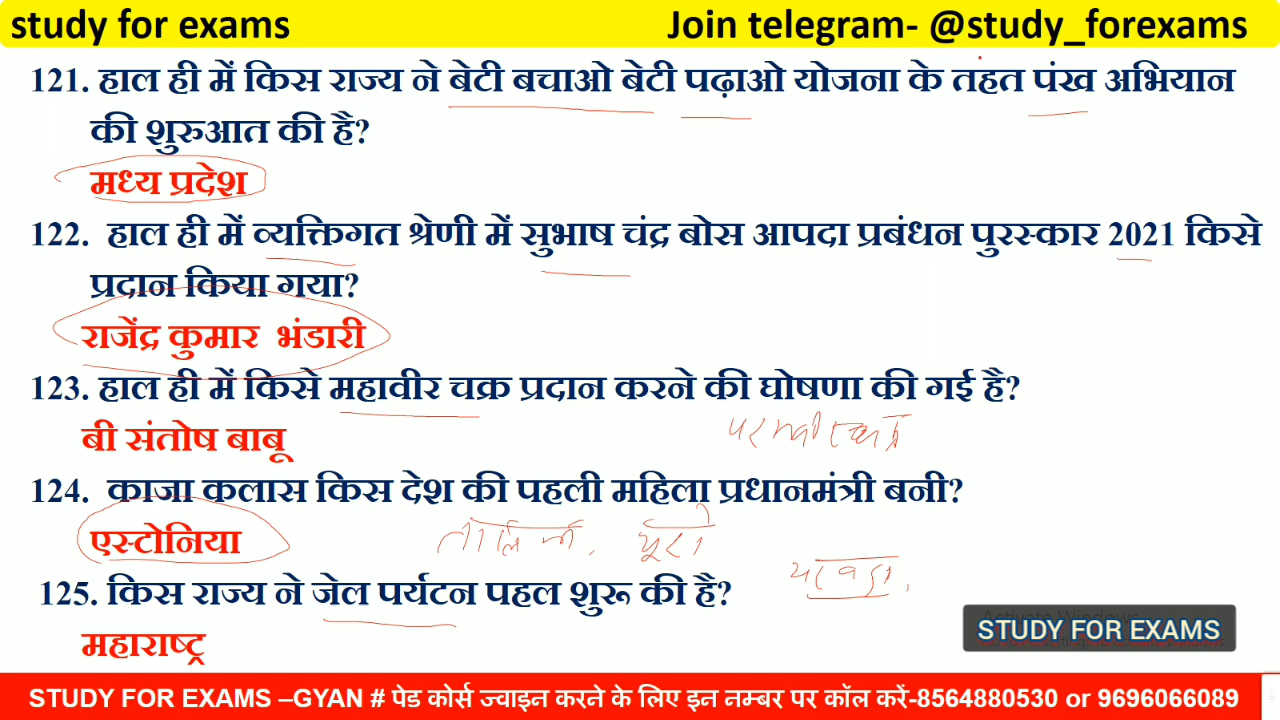 study for exams
Join telegram- @study_forexams
121. हाल ही में किस राज्य ने बेटी बचाओ बेटी पढ़ाओ योजना के तहत पंख अभियान
की शुरुआत की है?
मध्य प्रदेश
122. हाल ही में व्यक्तिगत श्रेणी में सुभाष चंद्र बोस आपदा प्रबंधन पुरस्कार 2021 किसे
प्रदान किया गया?
राजेंद्र कुमार भंडारी
123. हाल ही में किसे महावीर चक्र प्रदान करने की घोषणा की गई है?
बी संतोष बाबू
124. काजा कलास किस देश की पहली महिला प्रधानमंत्री बनी?
एस्टोनिया
यूरो
यरवडा
125. किस राज्य ने जेल पर्यटन पहल शुरू की है?
STUDY FOR EXAMS
महाराष्ट्र
STUDY FOR EXAMS –GYAN # पेड कोर्स ज्वाइन करने के लिए इन नम्बर पर कॉल करें-8564880530 or 9696066089